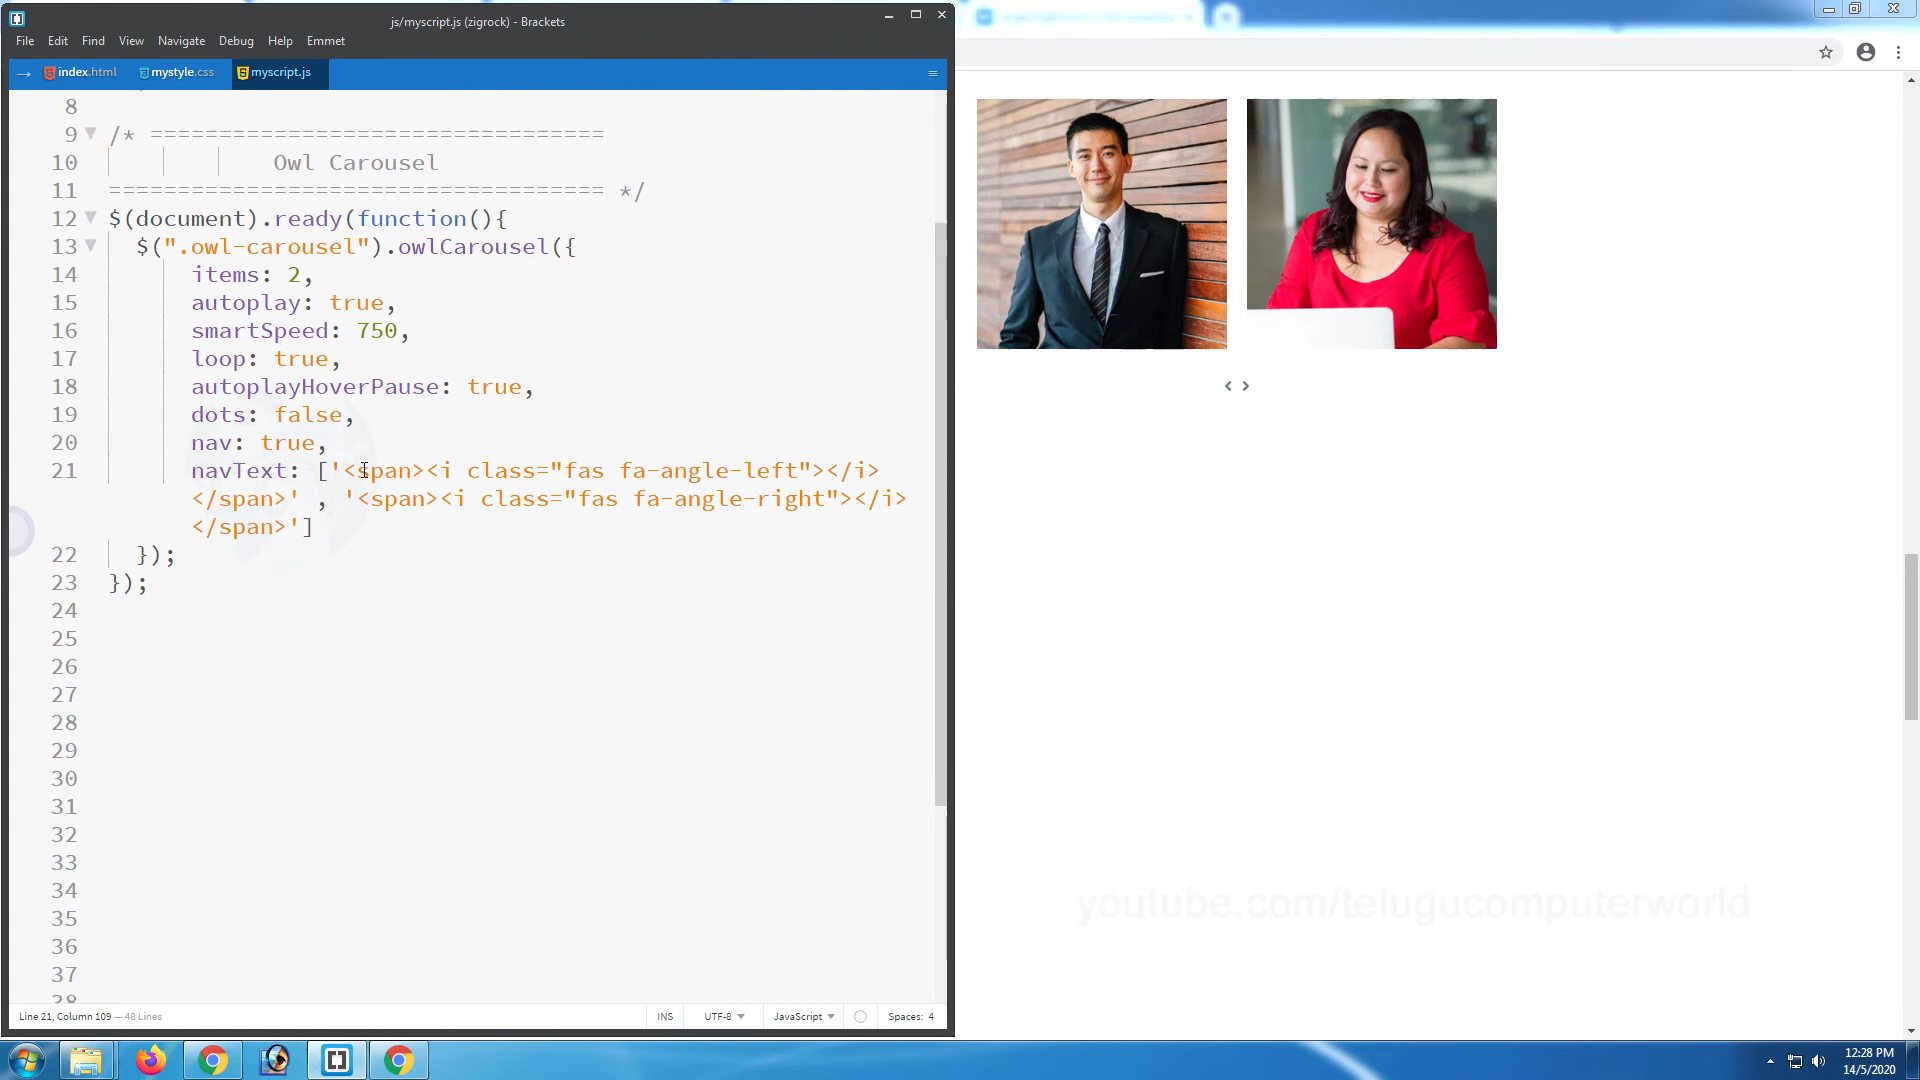 js/myscript.js (zigrock) - Brackets
File Edit Find View Navigate Debug Help Emmet
index.html mystyle.css myscript.js
8
9 /* =================================
10 Owl Carousel
11 ==================================== */
12 $(document).ready(function(){
13 $(".owl-carousel").owlCarousel({
14 items: 2,
15 autoplay: true,
16 smartSpeed: 750,
17 loop: true,
18 autoplayHoverPause: true,
19 dots: false,
20 nav: true,
21 navText: ['<span><i class="fas fa-angle-left"></i>
</span>' , '<span><i class="fas fa-angle-right"></i>
</span>']
22 });
23 });
24
25
26
27
28
29
30
31
32
33
34
35
36
37
38
youtube.com/telugucomputerworld
Line 21, Column 109 — 48 Lines
INS UTF-8 JavaScript Spaces: 4
12:28 PM
14/5/2020